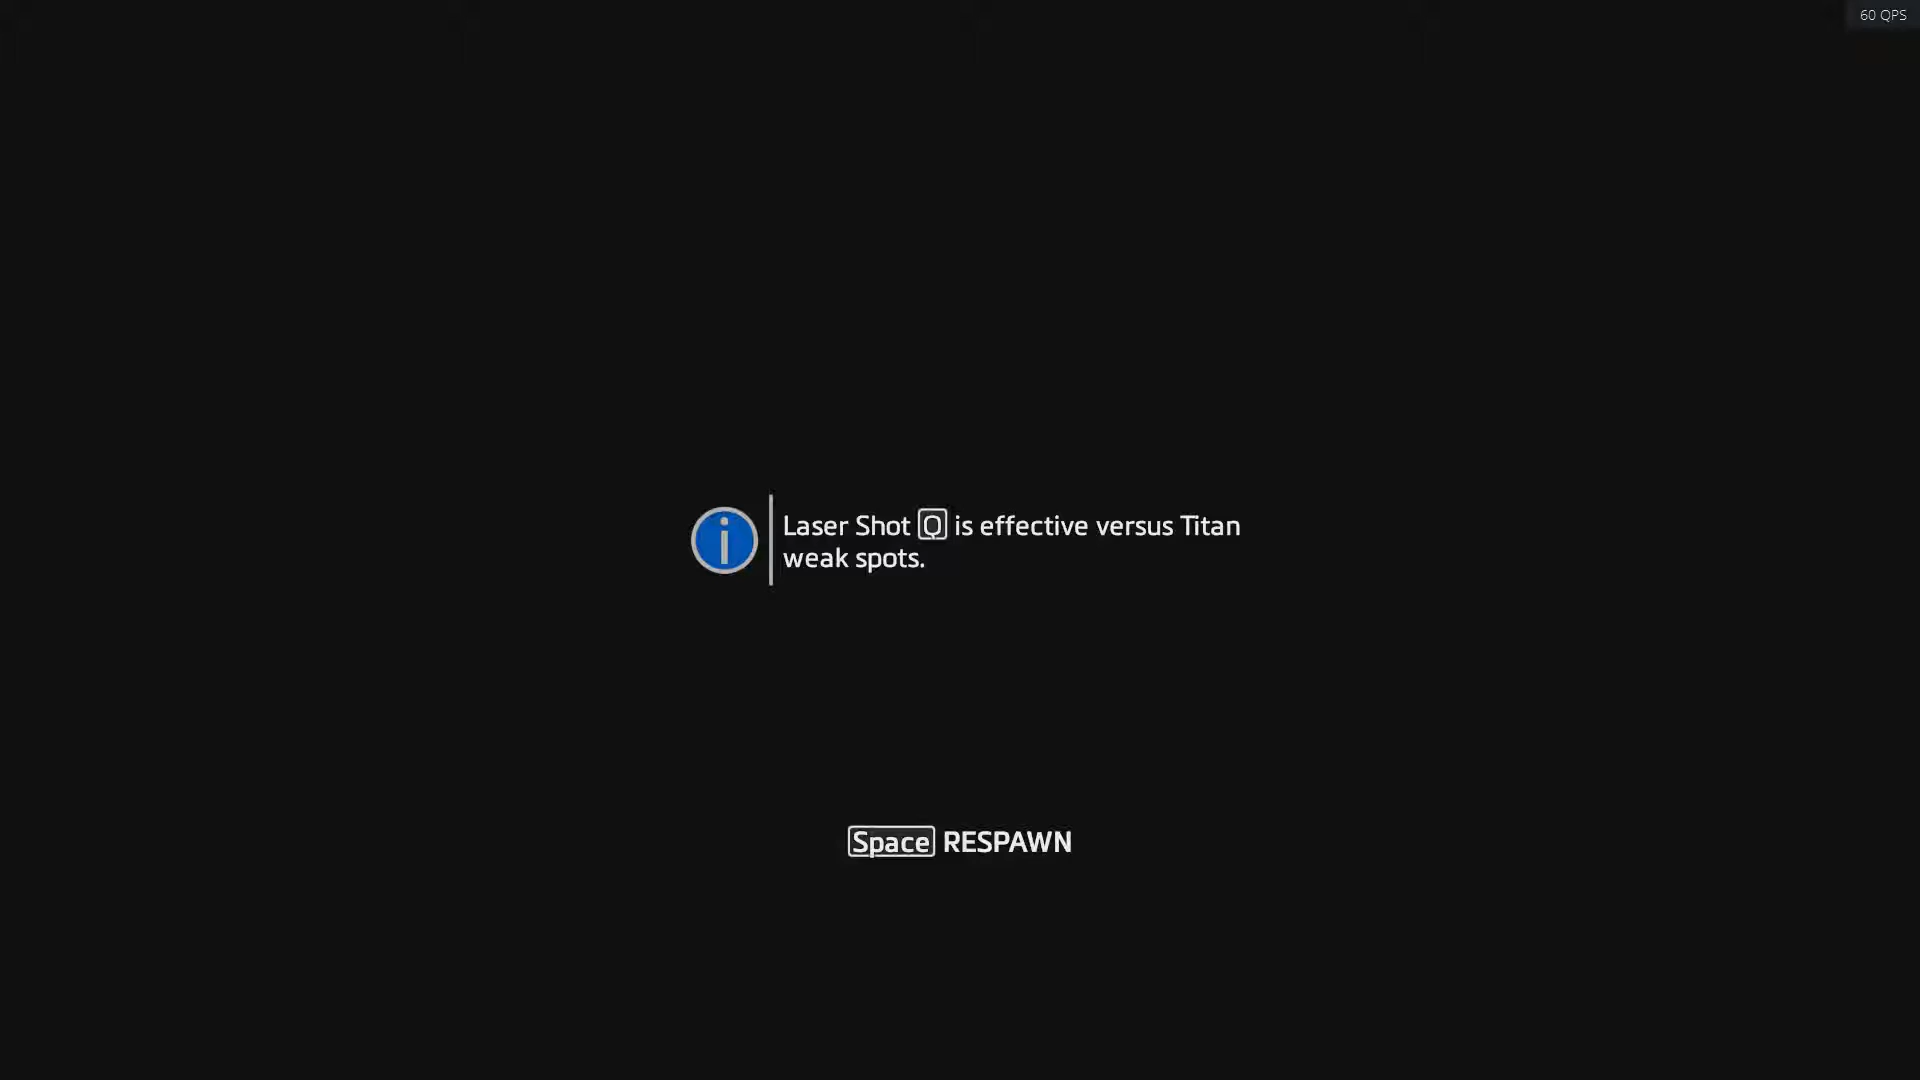 60 QPS
Laser Shot Q is effective versus Titan
weak spots.
Space RESPAWN